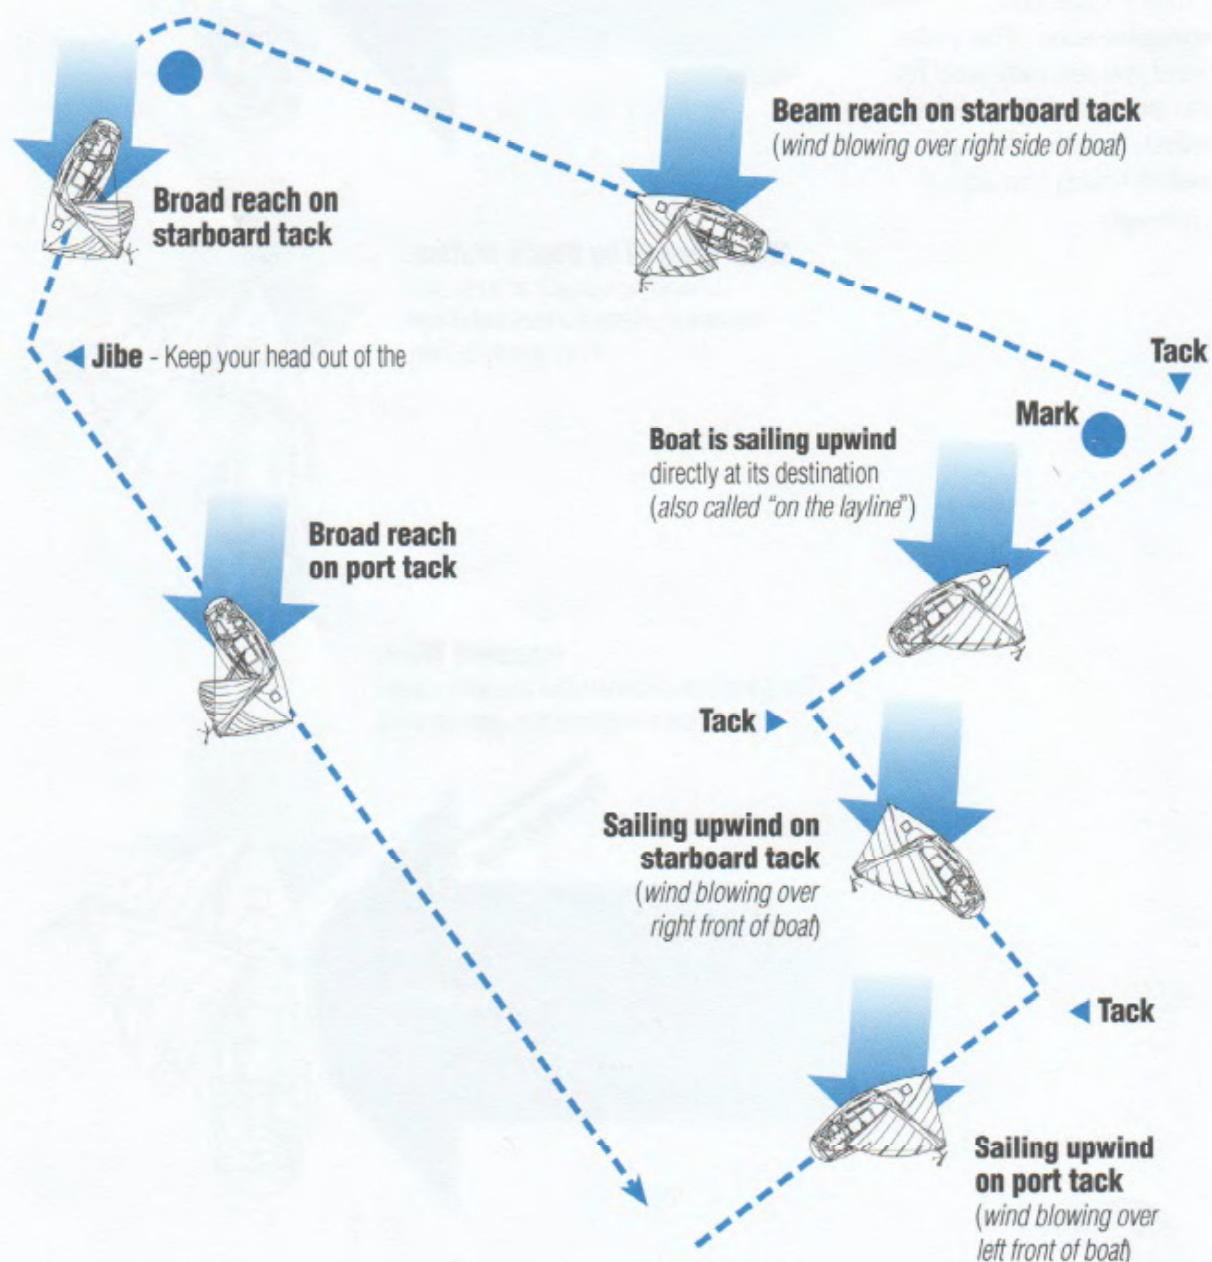 Beam reach on starboard tack
(wind blowing over right side of boat)
Broad reach on
starboard tack
Jibe - Keep your head out of the
Tack
Mark
Boat is sailing upwind
directly at its destination
(also called "on the layline")
Broad reach
on port tack
Tack
Sailing upwind on
starboard tack
(wind blowing over
right front of boat)
Tack
Sailing upwind
on port tack
(wind blowing over
left front of boat)